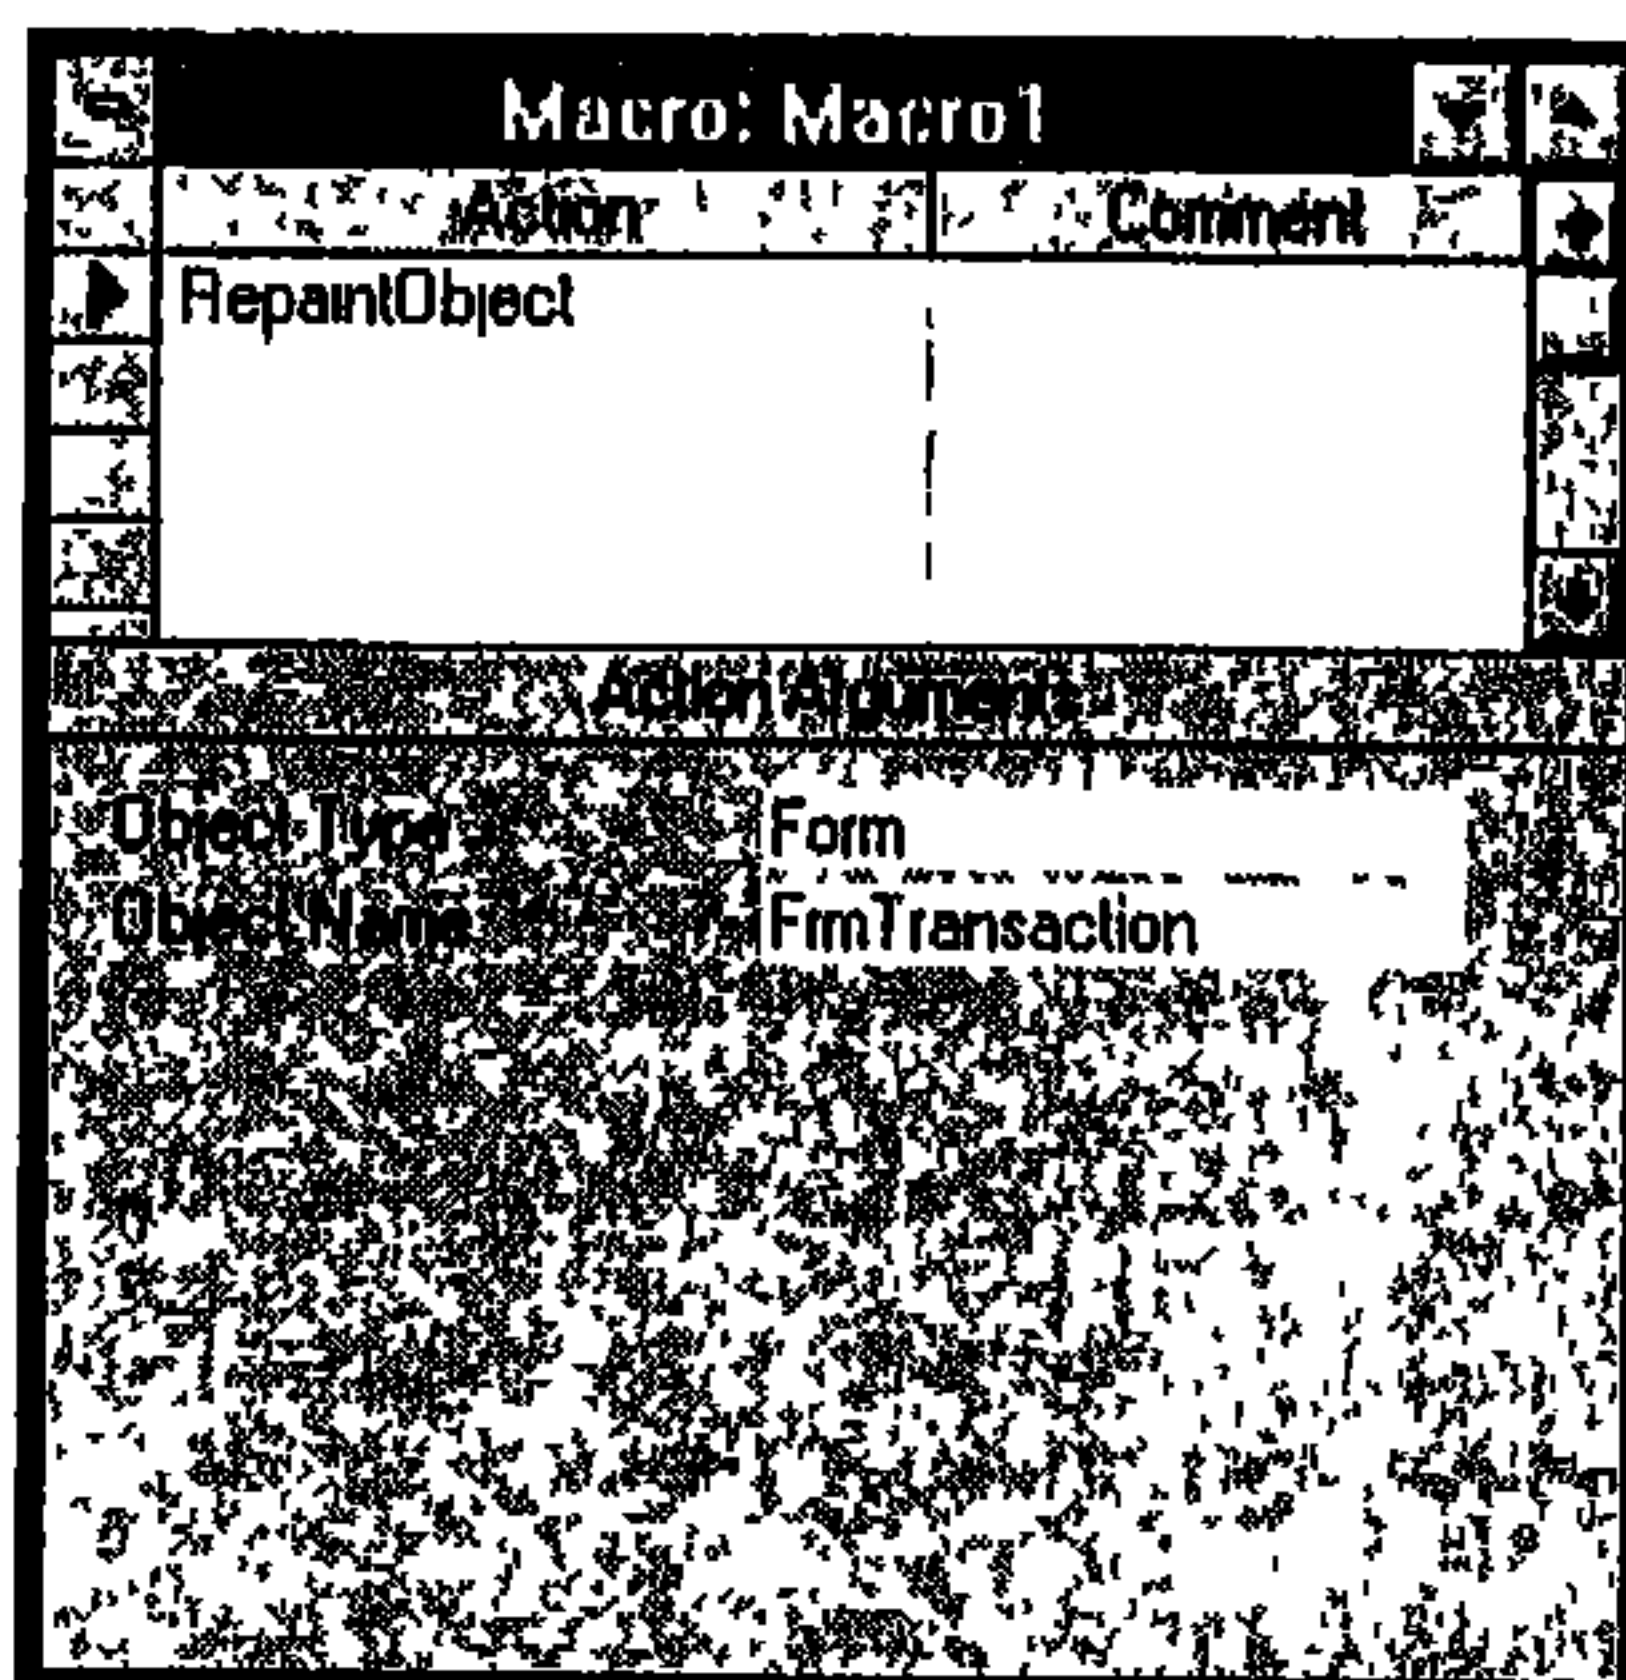 Macro: Macro1
Action Comment
RepaintObject
Action Arguments
Object Type Form
Object Name FrmTransaction